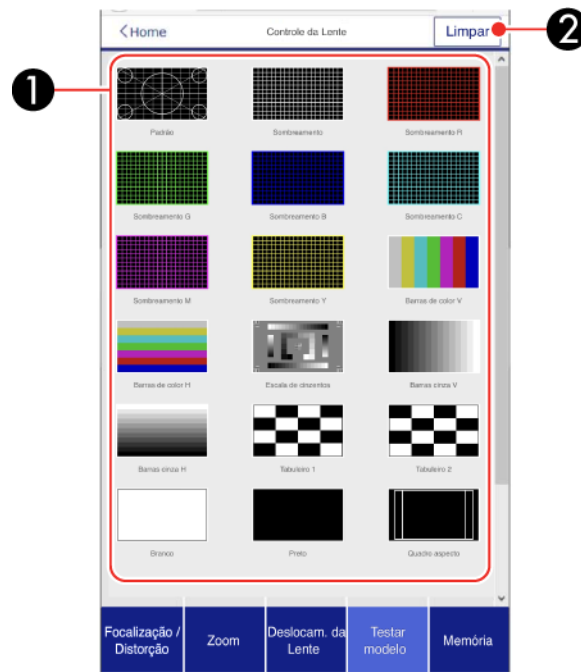 <Home
Controle da Lente
Limpar
2
1
Padrão
Sombreamento
Sombreamento R
Sombreamento G
Sombreamento B
Sombreamento C
Sombreamento M
Sombreamento Y
Barras de color V
Barras de color H
Escala de cinzentos
Barras cinza V
Barras cinza H
Tabuleiro 1
Tabuleiro 2
Branco
Preto
Quadro aspecto
Focalização /
Distorção
Zoom
Deslocam. da
Lente
Testar
modelo
Memória